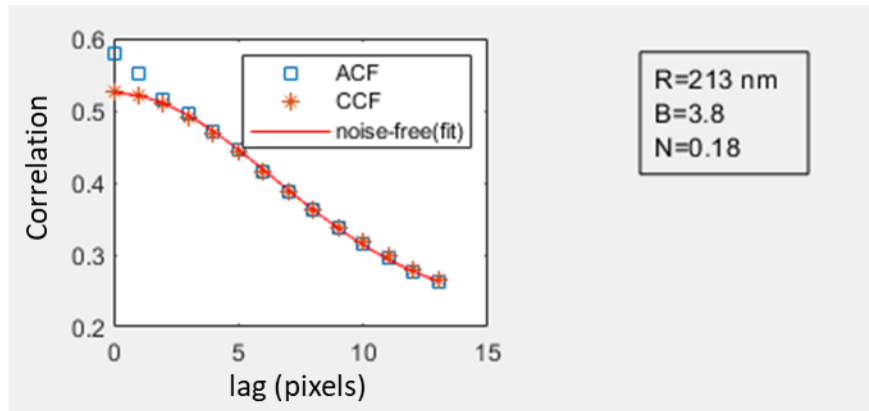 0.6
0.5
0.4
0.3
0.2
Correlation
ACF
CCF
noise-free(fit)
0
5
10
15
lag (pixels)
R=213 nm
B=3.8
N=0.18